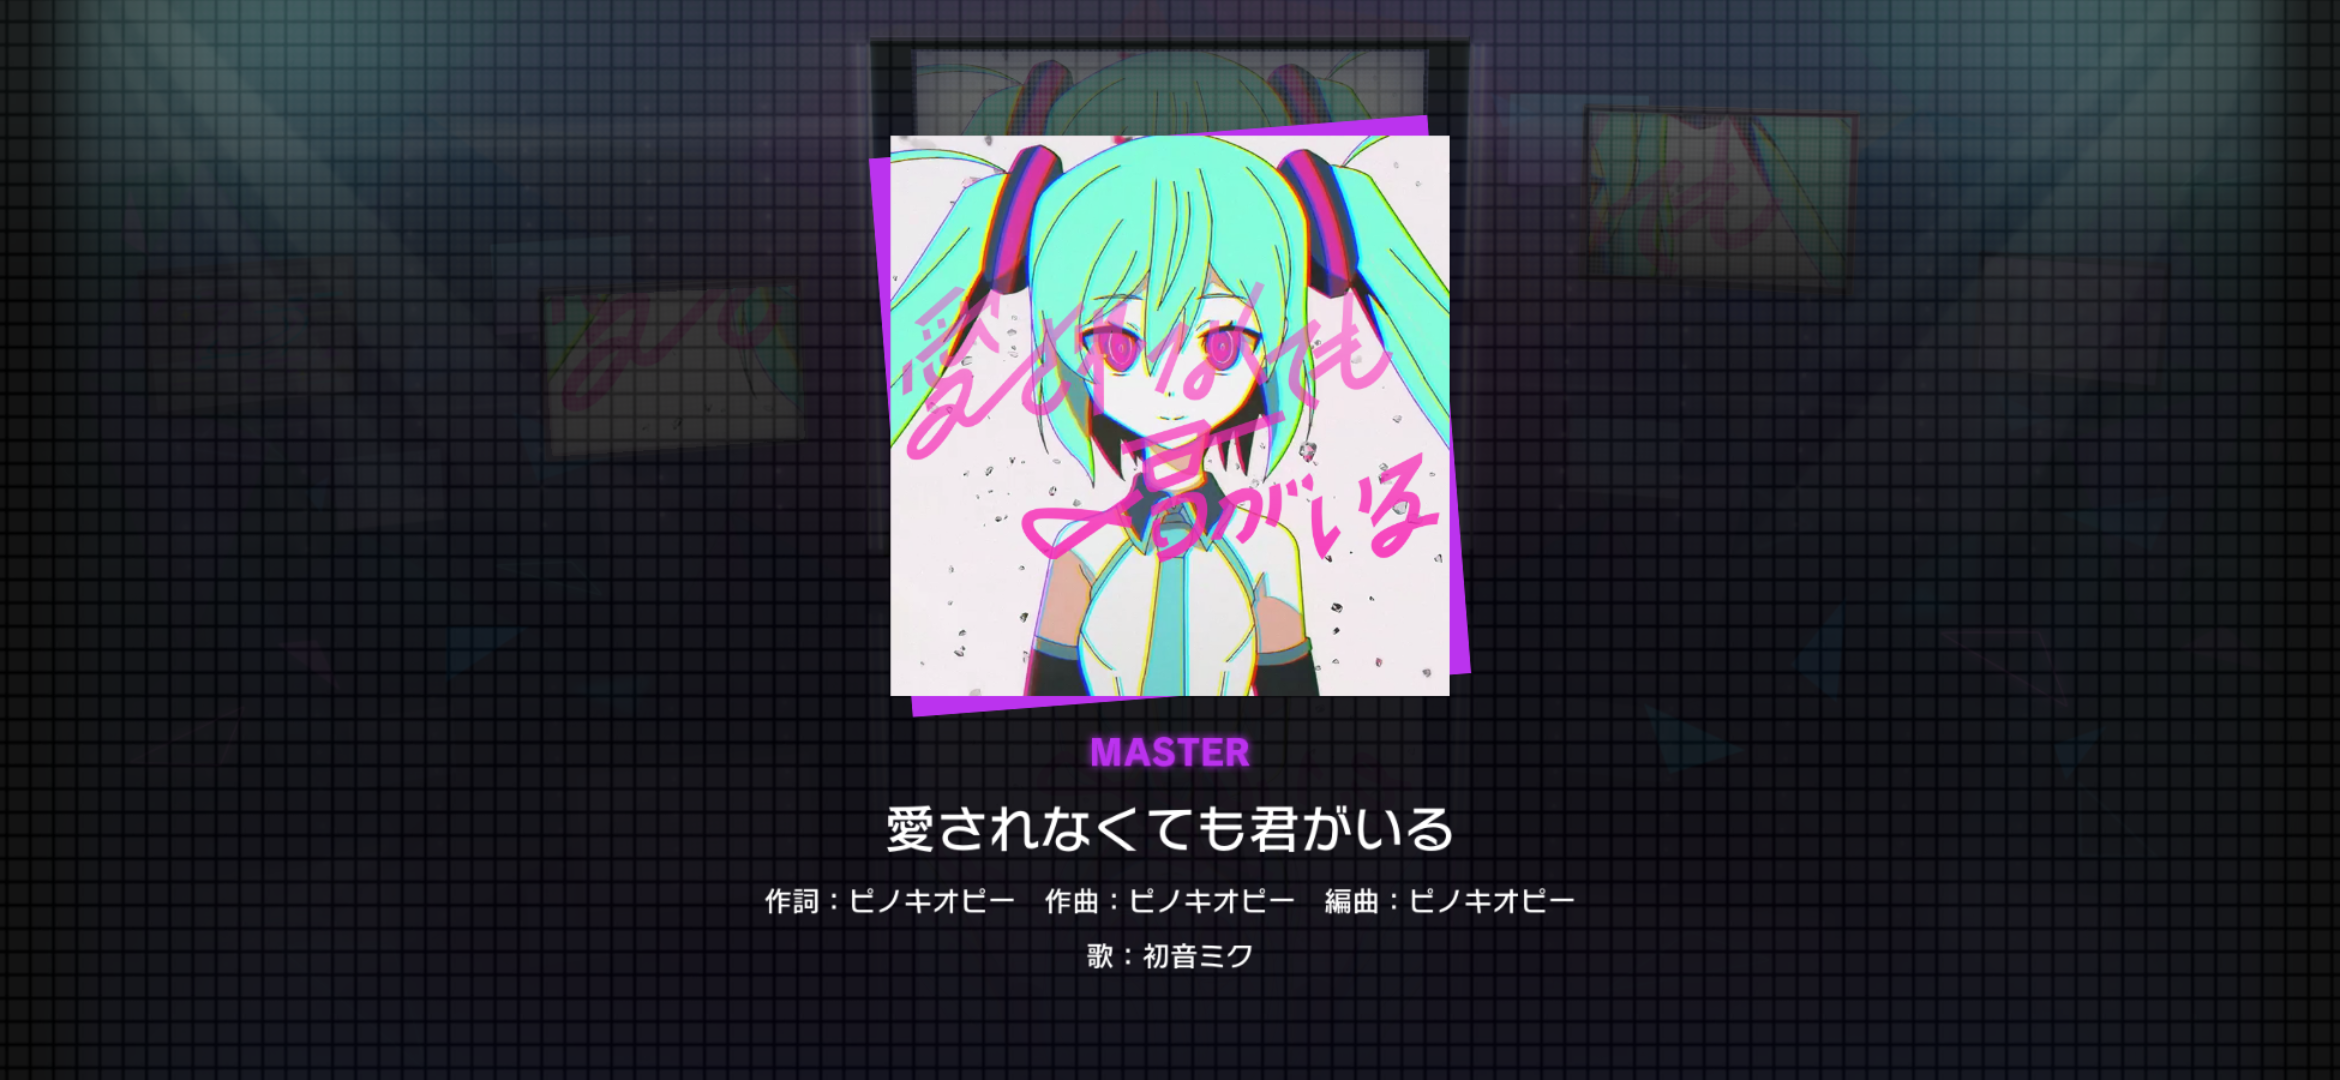 愛されなくても
君がいる
MASTER
愛されなくても君がいる
作詞：ピノキオピー　作曲：ピノキオピー　編曲：ピノキオピー
歌：初音ミク